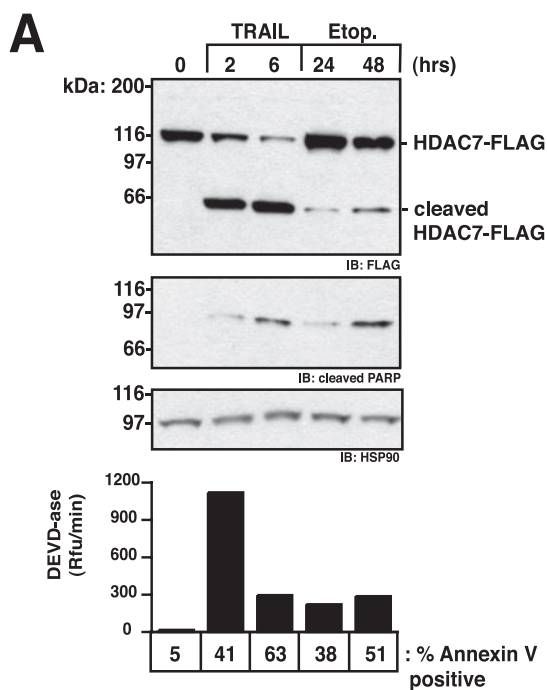 A
TRAIL Etop.
0 2 6 24 48 (hrs)
kDa: 200
116
97
66
HDAC7-FLAG
cleaved
HDAC7-FLAG
IB: FLAG
116
97
66
IB: cleaved PARP
116
97
IB: HSP90
DEVD-ase
(Rfu/min)
1200
900
600
300
0
5 41 63 38 51 : % Annexin V
positive